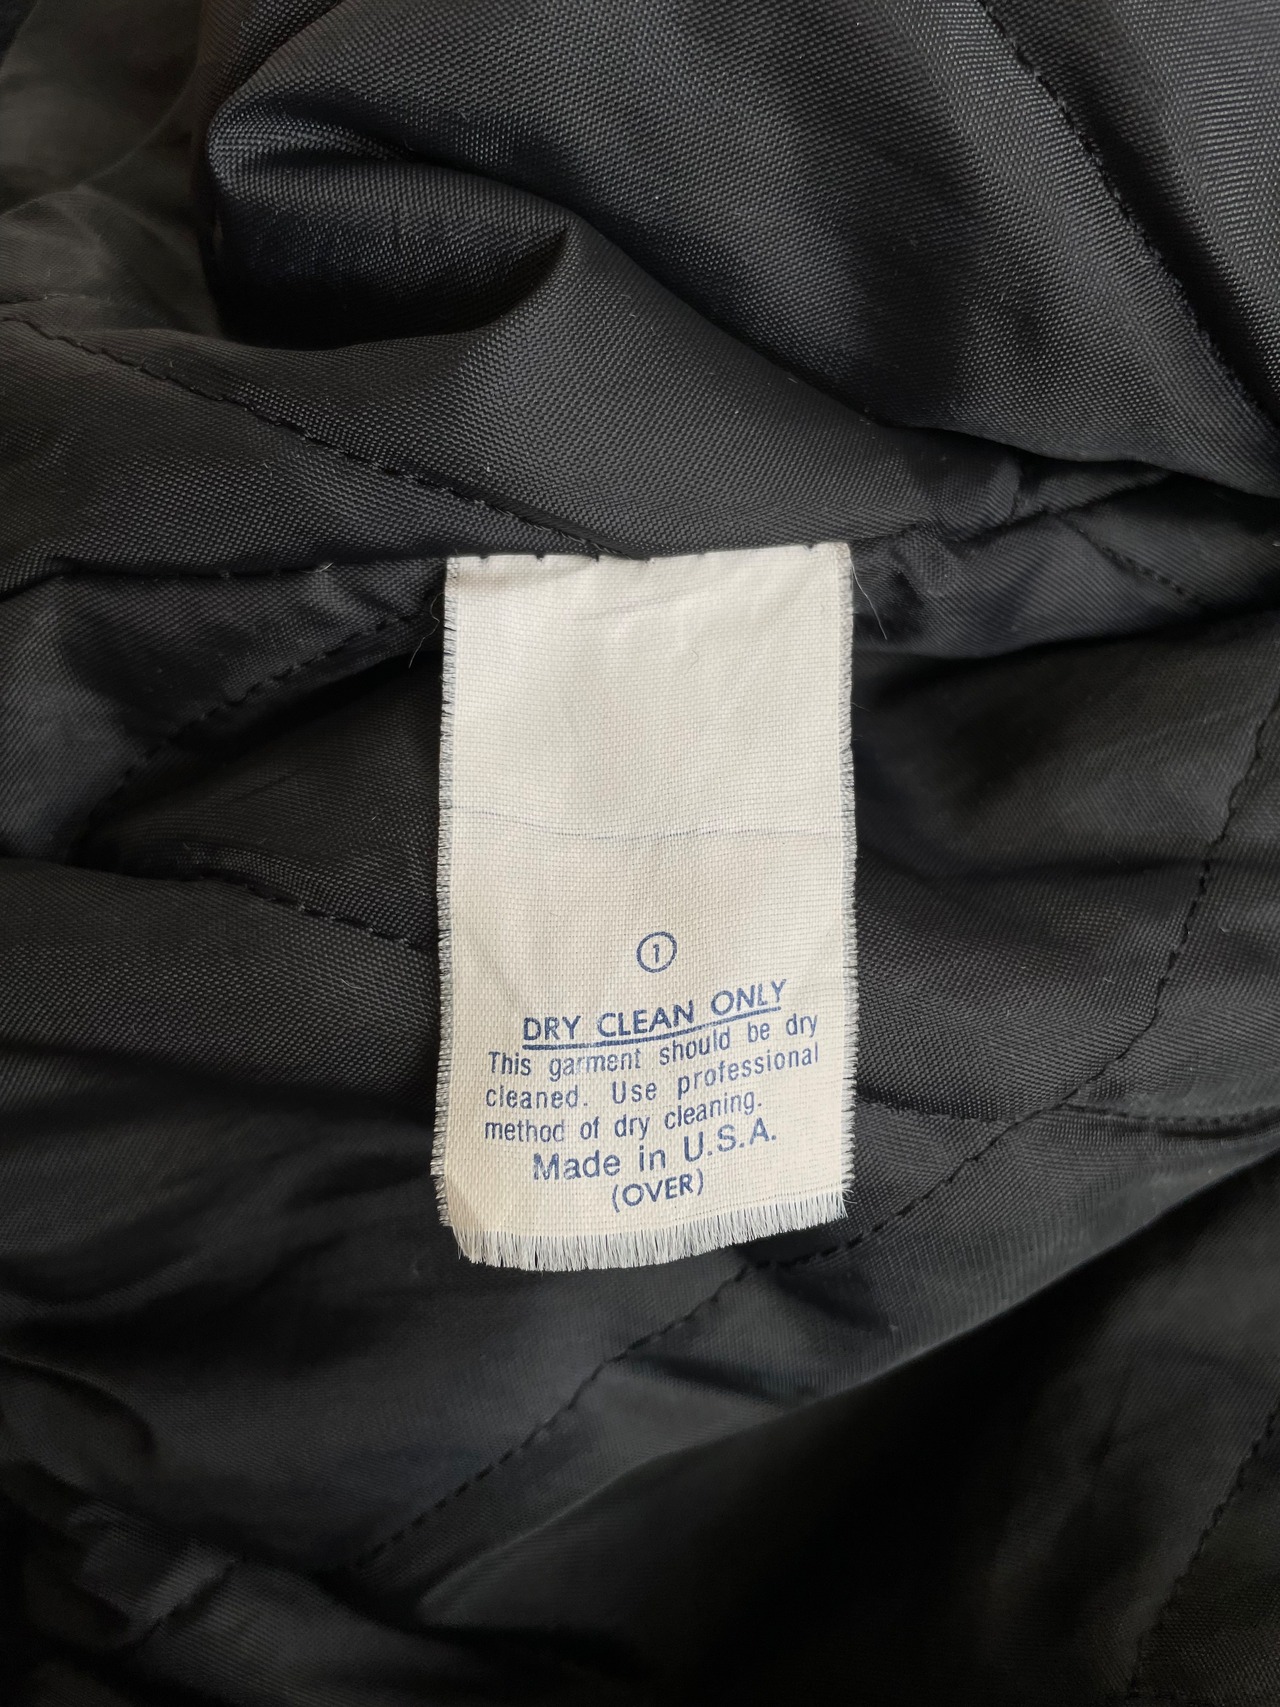 1
DRY CLEAN ONLY
This garment should be dry
cleaned. Use professional
method of dry cleaning.
Made in U.S.A.
(OVER)